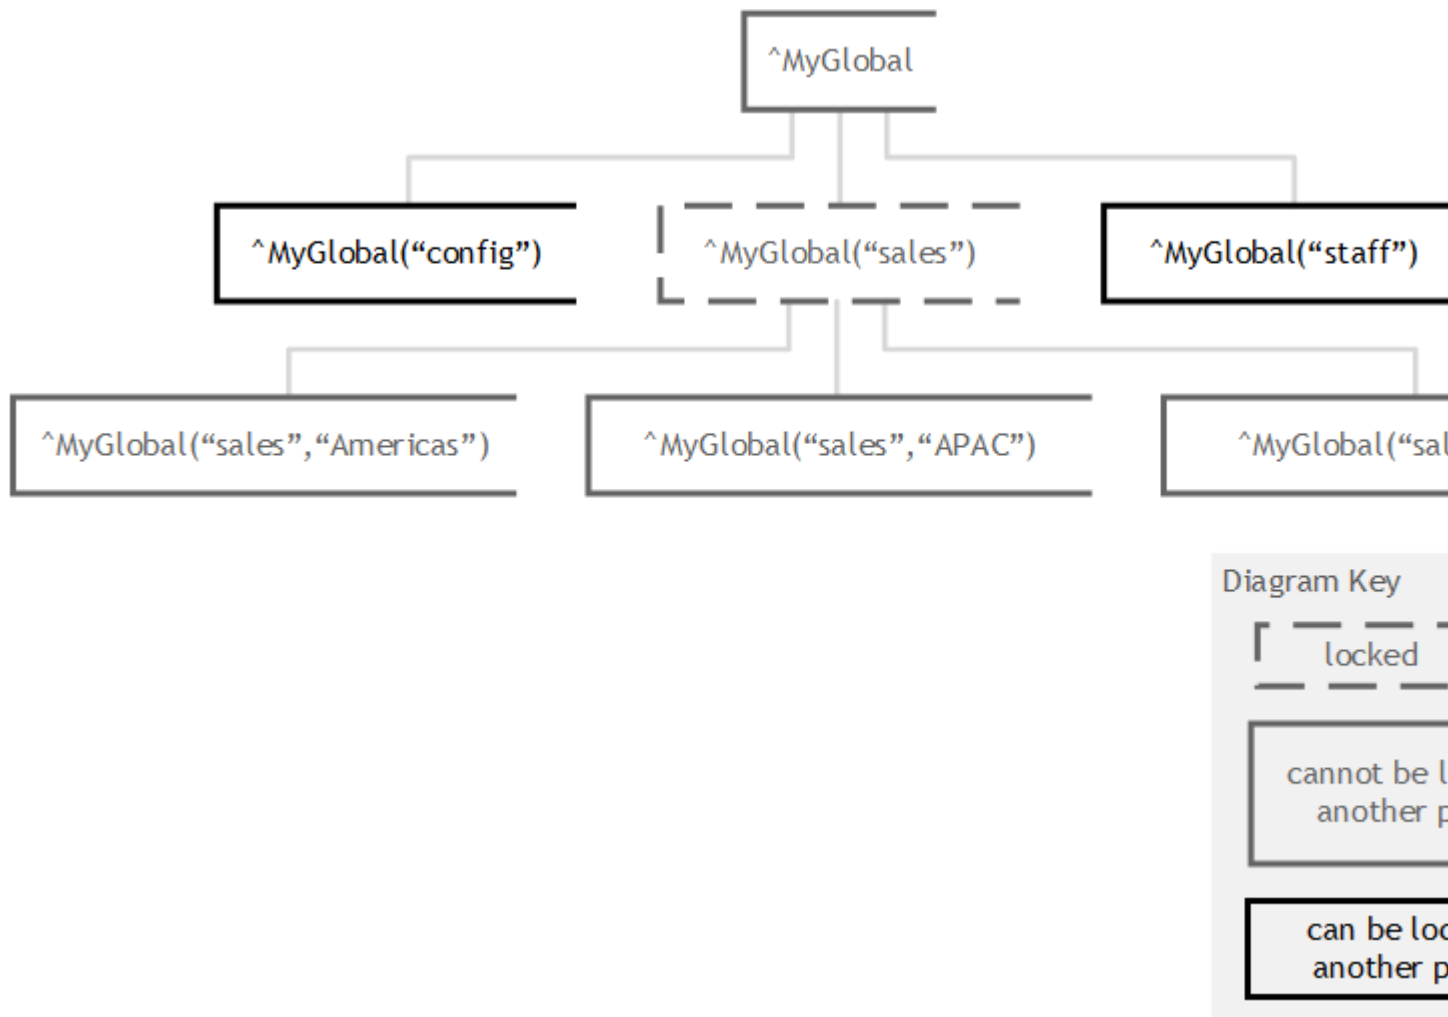 ^MyGlobal
^MyGlobal(“config”)
^MyGlobal(“sales”)
^MyGlobal(“staff”)
^MyGlobal(“sales”,“Americas”)
^MyGlobal(“sales”,“APAC”)
^MyGlobal(“sal
Diagram Key
locked
cannot be
another
can be
another